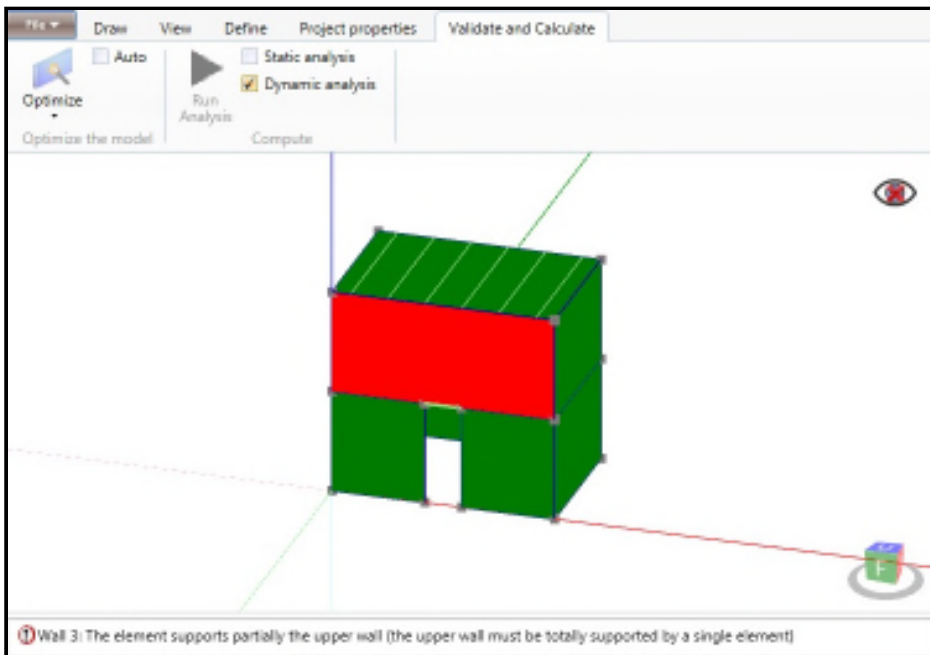 File
Draw
View
Define
Project properties
Validate and Calculate
Auto
Static analysis
Dynamic analysis
Optimize
Run
Analysis
Optimize the model
Compute
F
Wall 3: The element supports partially the upper wall (the upper wall must be totally supported by a single element)